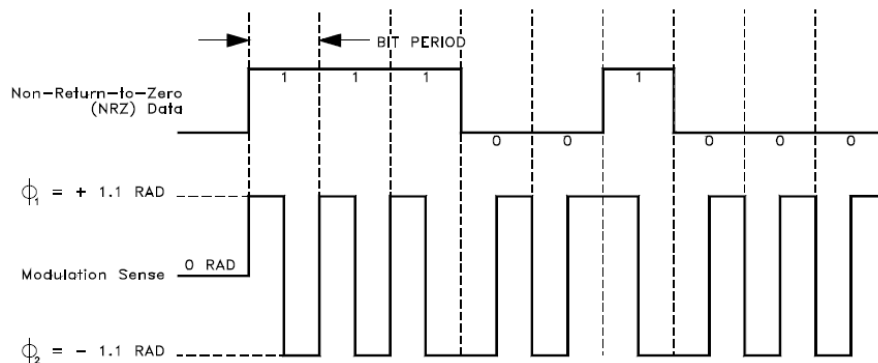 BIT PERIOD
Non-Return-to-Zero
(NRZ) Data
1 1 1 0 0 1 0 0 0
ϕ₁ = + 1.1 RAD
0 RAD
Modulation Sense
ϕ₂ = - 1.1 RAD